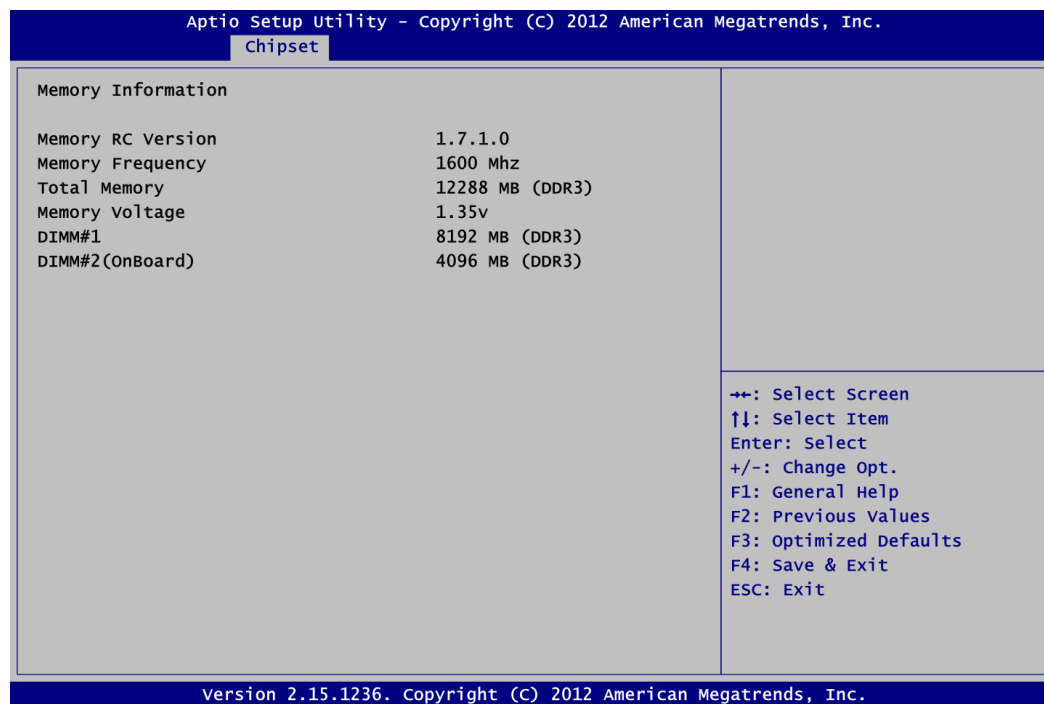 Aptio Setup Utility – Copyright (C) 2012 American Megatrends, Inc.
Chipset
Memory Information
Memory RC Version 1.7.1.0
Memory Frequency 1600 Mhz
Total Memory 12288 MB (DDR3)
Memory Voltage 1.35v
DIMM#1 8192 MB (DDR3)
DIMM#2(OnBoard) 4096 MB (DDR3)
→←: Select Screen
↑↓: Select Item
Enter: Select
+/-: Change Opt.
F1: General Help
F2: Previous Values
F3: Optimized Defaults
F4: Save & Exit
ESC: Exit
Version 2.15.1236. Copyright (C) 2012 American Megatrends, Inc.